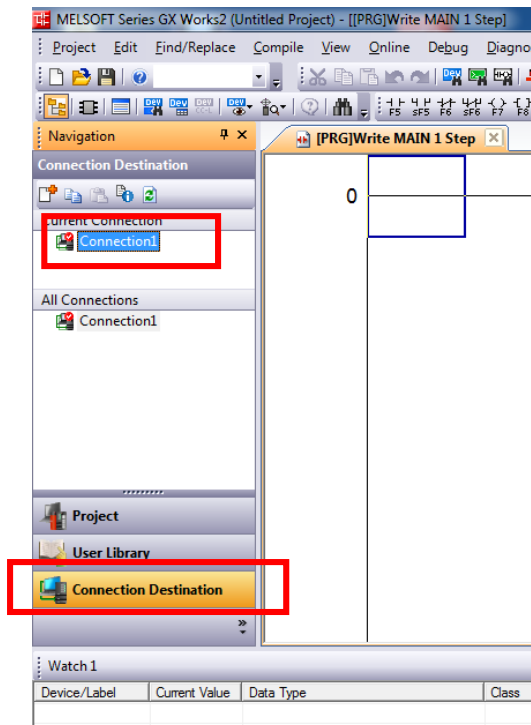 MELSOFT Series GX Works2 (Untitled Project) - [[PRG]Write MAIN 1 Step]
Project Edit Find/Replace Compile View Online Debug Diagno
F5 sF5 F6 sF6 F7 F8
Navigation
[PRG]Write MAIN 1 Step
Connection Destination
0
Current Connection
Connection1
All Connections
Connection1
Project
User Library
Connection Destination
Watch 1
Device/Label Current Value Data Type Class